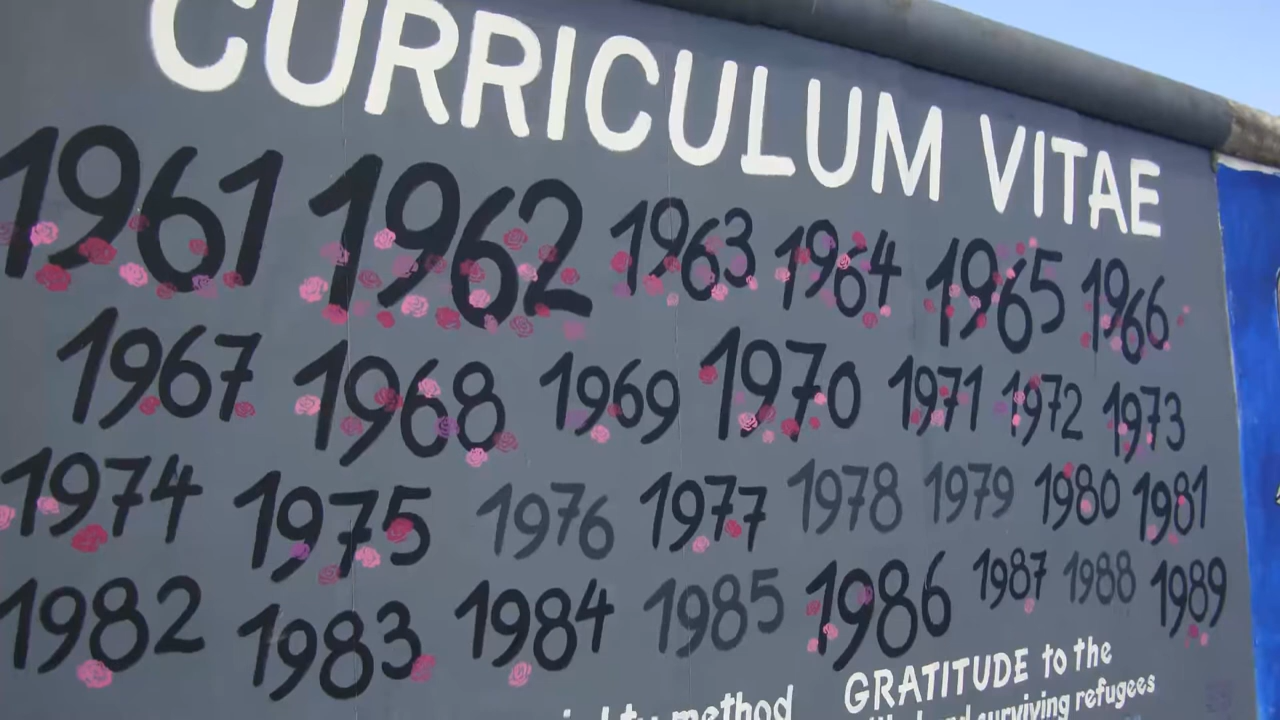 CURRICULUM VITAE
1961 1962 1963 1964 1965 1966
1967 1968 1969 1970 1971 1972 1973
1974 1975 1976 1977 1978 1979 1980 1981
1982 1983 1984 1985 1986 1987 1988 1989
method
GRATITUDE to the
surviving refugees